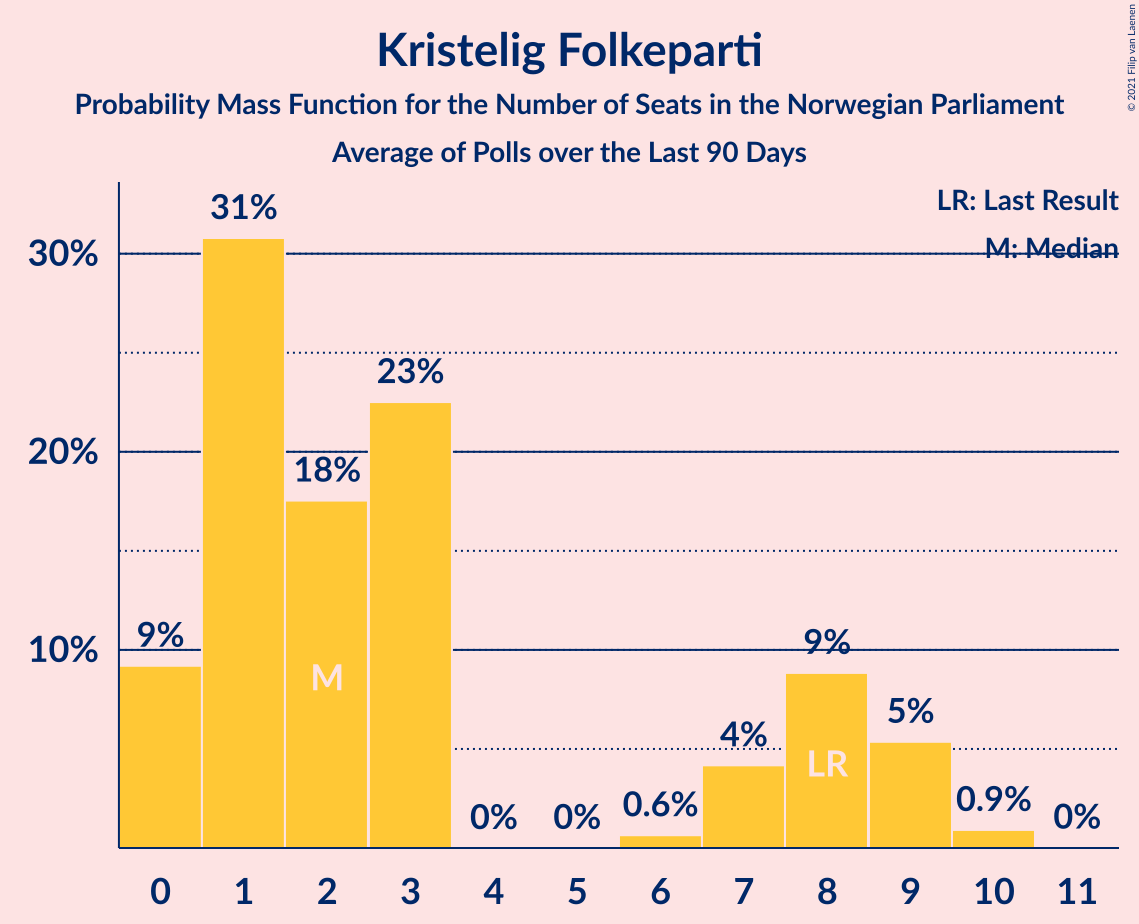 Kristelig Folkeparti
Probability Mass Function for the Number of Seats in the Norwegian Parliament
Average of Polls over the Last 90 Days
© 2021 Filip van Laenen
LR: Last Result
M: Median
30%
20%
10%
9%
31%
18%
23%
0%
0%
0.6%
4%
9%
5%
0.9%
0%
M
LR
0 1 2 3 4 5 6 7 8 9 10 11